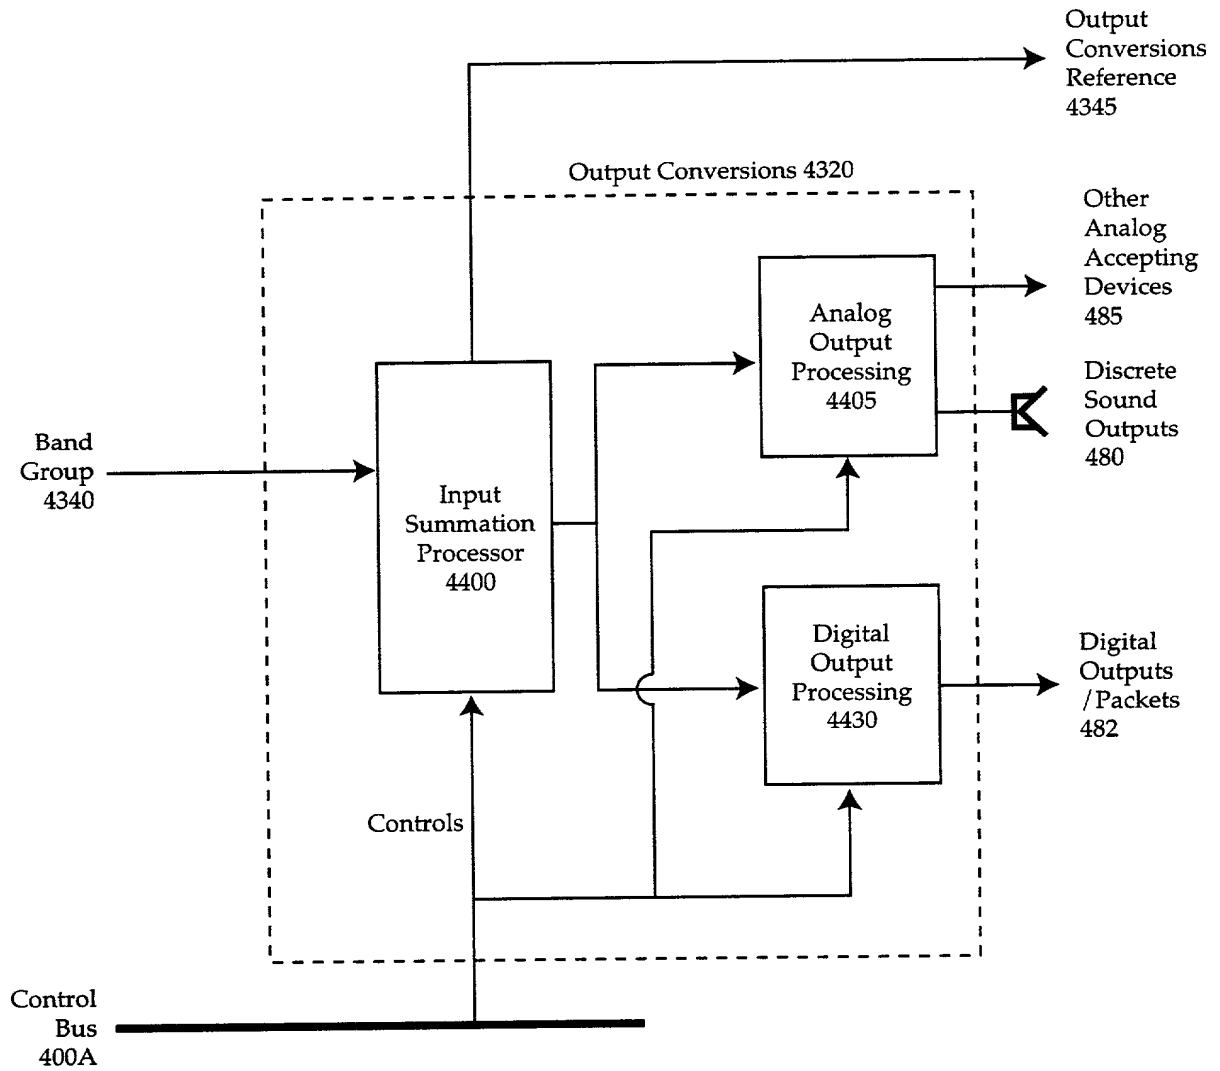 Output
Conversions
Reference
4345
Output Conversions 4320
Other
Analog
Accepting
Devices
485
Analog
Output
Processing
4405
Discrete
Sound
Outputs
480
Band
Group
4340
Input
Summation
Processor
4400
Digital
Output
Processing
4430
Digital
Outputs
/Packets
482
Controls
Control
Bus
400A